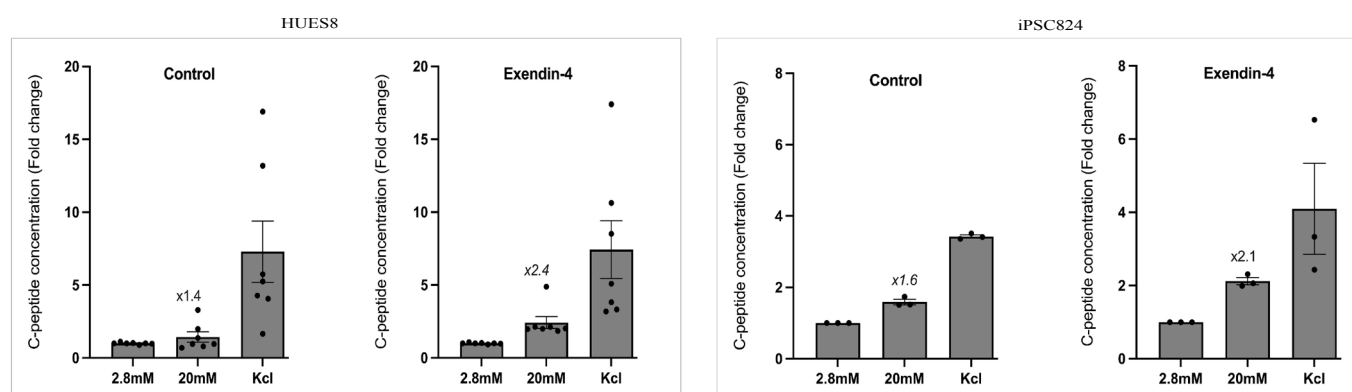 HUES8
iPSC824
C-peptide concentration (Fold change)
Control
20
15
10
5
0
x1.4
2.8mM 20mM Kcl
C-peptide concentration (Fold change)
Exendin-4
20
15
10
5
0
x2.4
2.8mM 20mM Kcl
C-peptide concentration (Fold change)
Control
8
6
4
2
0
x1.6
2.8mM 20mM Kcl
C-peptide concentration (Fold change)
Exendin-4
8
6
4
2
0
x2.1
2.8mM 20mM Kcl